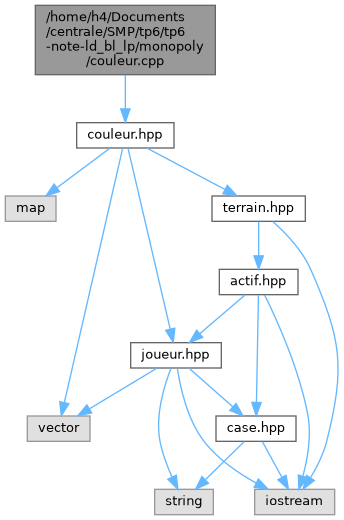 /home/h4/Documents
/centrale/SMP/tp6/tp6
-note-ld_bl_lp/monopoly
/couleur.cpp
couleur.hpp
map
terrain.hpp
actif.hpp
joueur.hpp
vector
case.hpp
string
iostream